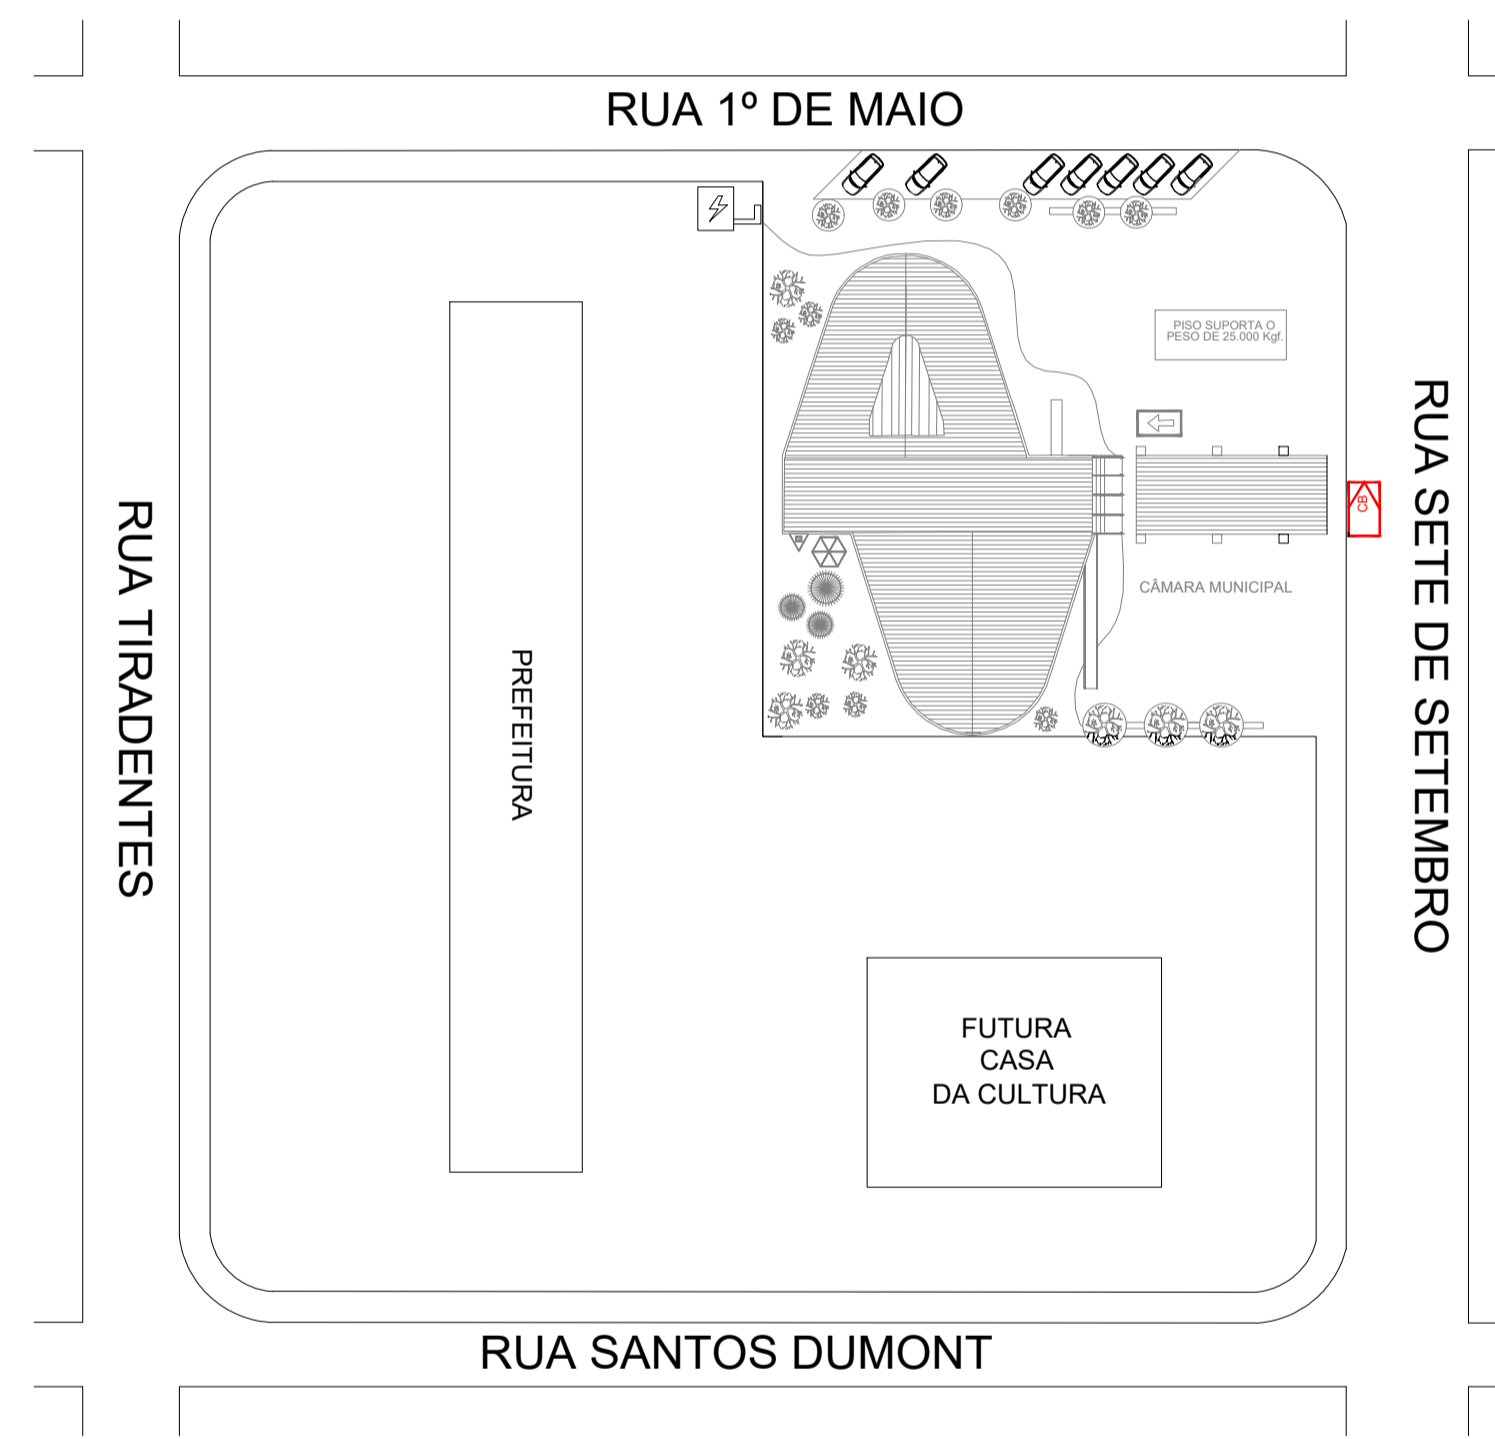 RUA 1º DE MAIO
PISO SUPORTA O
PESO DE 25.000 Kgf.
RUA SETE DE SETEMBRO
CB
CÂMARA MUNICIPAL
RUA TIRADENTES
PREFEITURA
FUTURA
CASA
DA CULTURA
RUA SANTOS DUMONT